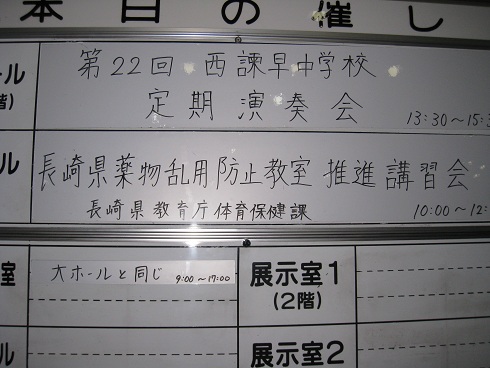 本日の催し
ール
階)
第22回 西諫早中学校
定期演奏会
13:30〜15:3
ル
長崎県薬物乱用防止教室 推進講習会
長崎県教育庁体育保健課
10:00〜12:
室
大ホールと同じ 9:00〜17:00
展示室1
(2階)
ル
展示室2